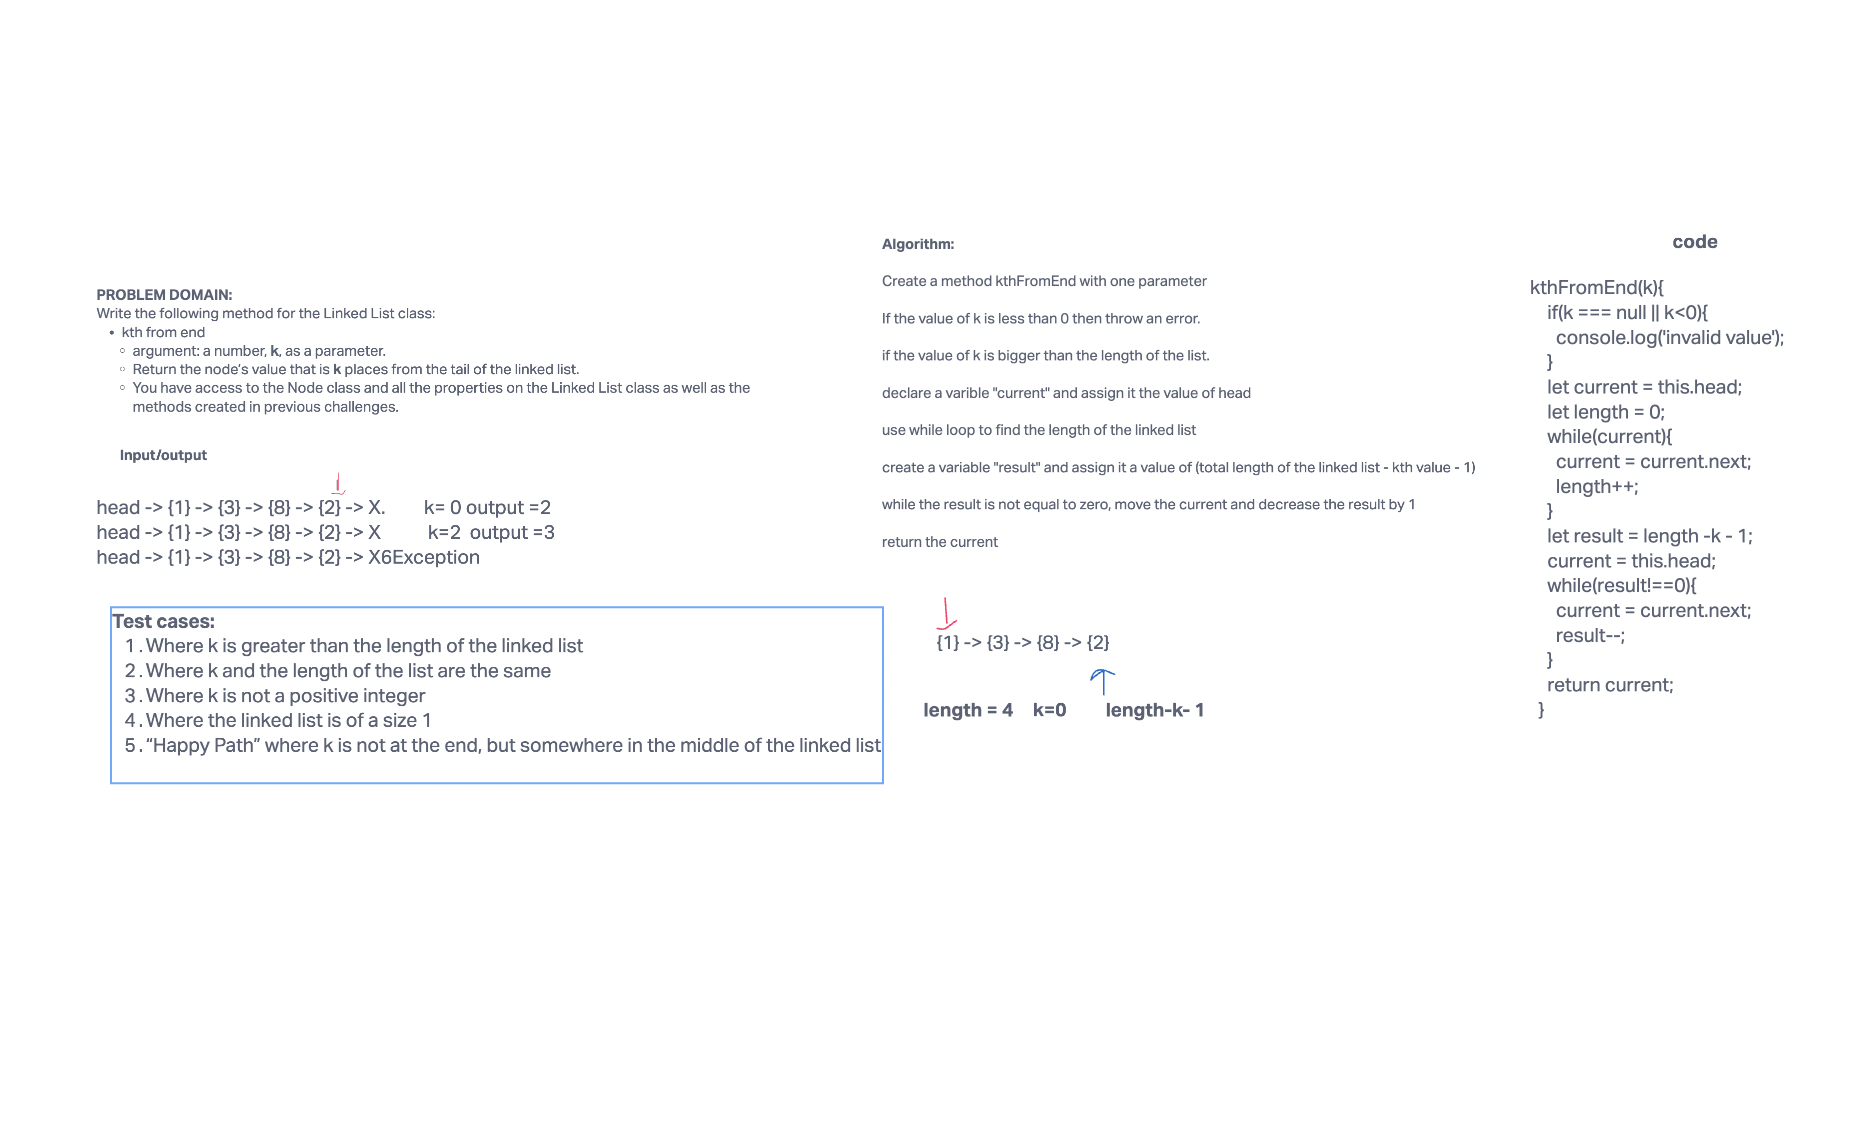 PROBLEM DOMAIN:
Write the following method for the Linked List class:
• kth from end
○ argument: a number, k, as a parameter.
○ Return the node’s value that is k places from the tail of the linked list.
○ You have access to the Node class and all the properties on the Linked List class as well as the
methods created in previous challenges.
Input/output
head -> {1} -> {3} -> {8} -> {2} -> X. k= 0 output =2
head -> {1} -> {3} -> {8} -> {2} -> X k=2 output =3
head -> {1} -> {3} -> {8} -> {2} -> X6Exception
Test cases:
1. Where k is greater than the length of the linked list
2. Where k and the length of the list are the same
3. Where k is not a positive integer
4. Where the linked list is of a size 1
5. “Happy Path” where k is not at the end, but somewhere in the middle of the linked list
Algorithm:
Create a method kthFromEnd with one parameter
If the value of k is less than 0 then throw an error.
if the value of k is bigger than the length of the list.
declare a varible "current" and assign it the value of head
use while loop to find the length of the linked list
create a variable "result" and assign it a value of (total length of the linked list - kth value - 1)
while the result is not equal to zero, move the current and decrease the result by 1
return the current
{1} -> {3} -> {8} -> {2}
length = 4 k=0 length-k- 1
code
kthFromEnd(k){
if(k === null || k<0){
console.log('invalid value');
}
let current = this.head;
let length = 0;
while(current){
current = current.next;
length++;
}
let result = length -k - 1;
current = this.head;
while(result!==0){
current = current.next;
result--;
}
return current;
}